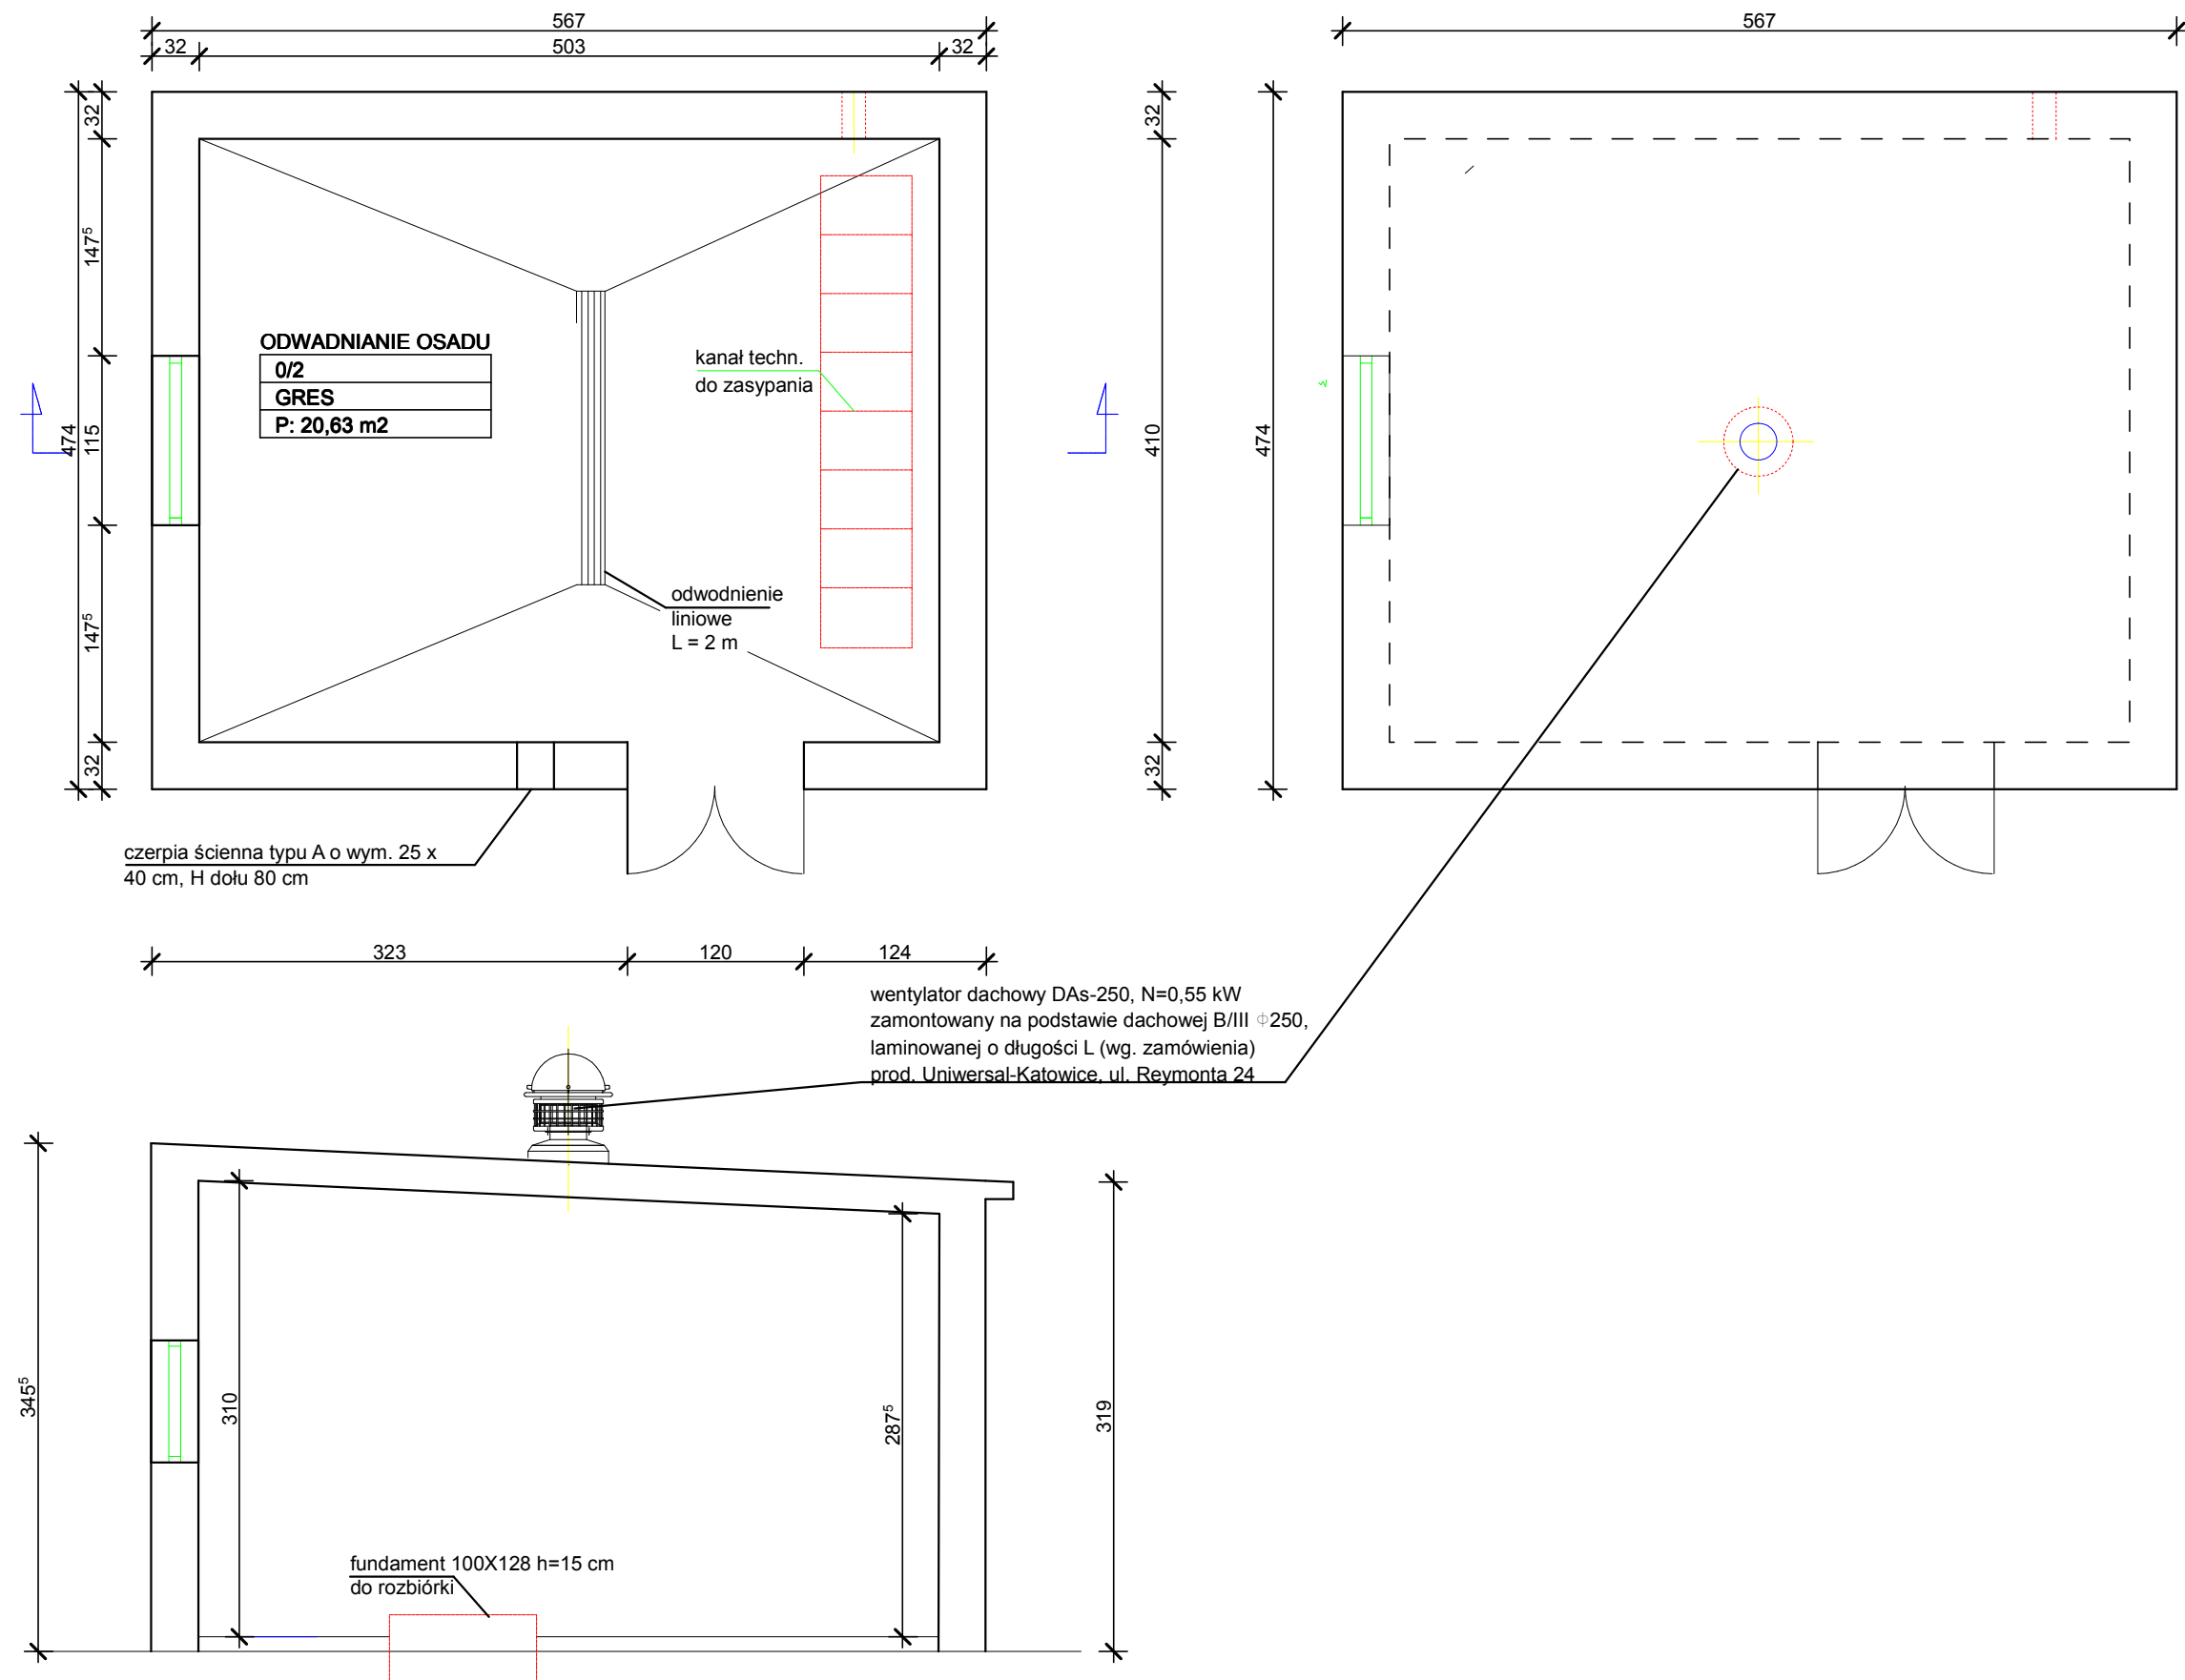 567
32
503
32
567
32
147⁵
474
115
147⁵
32
32
410
32
474
ODWADNIANIE OSADU
0/2
GRES
P: 20,63 m2
kanał techn.
do zasypania
odwodnienie
liniowe
L = 2 m
czerpia ścienna typu A o wym. 25 x
40 cm, H dołu 80 cm
323
120
124
wentylator dachowy DAs-250, N=0,55 kW
zamontowany na podstawie dachowej B/III ⌽250,
laminowanej o długości L (wg. zamówienia)
prod. Uniwersal-Katowice, ul. Reymonta 24
345⁵
310
287⁵
319
fundament 100X128 h=15 cm
do rozbiórki